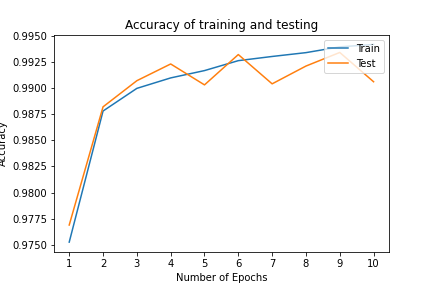 Accuracy of training and testing
0.9950
0.9925
0.9900
0.9875
0.9850
0.9825
0.9800
0.9775
0.9750
Accuracy
Train
Test
1 2 3 4 5 6 7 8 9 10
Number of Epochs